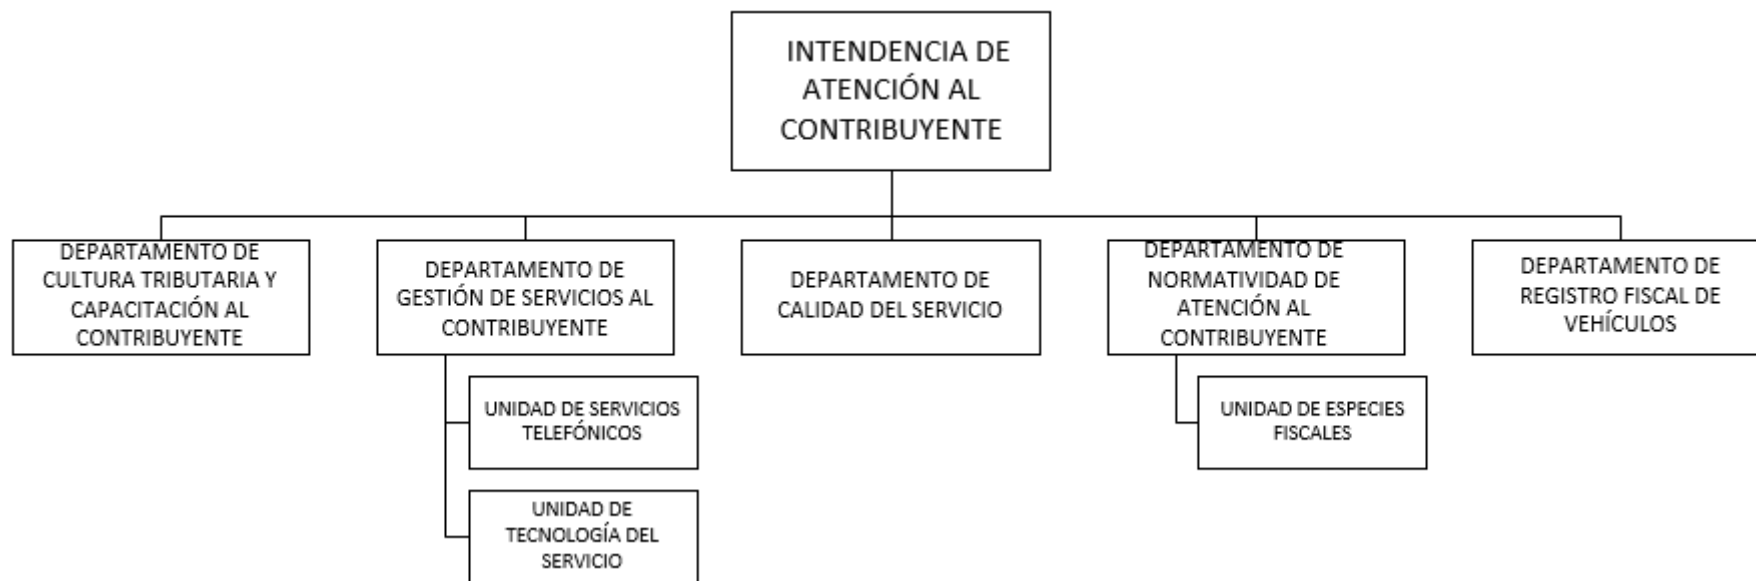 INTENDENCIA DE
ATENCIÓN AL
CONTRIBUYENTE
DEPARTAMENTO DE
CULTURA TRIBUTARIA Y
CAPACITACIÓN AL
CONTRIBUYENTE
DEPARTAMENTO DE
GESTIÓN DE SERVICIOS AL
CONTRIBUYENTE
DEPARTAMENTO DE
CALIDAD DEL SERVICIO
DEPARTAMENTO DE
NORMATIVIDAD DE
ATENCIÓN AL
CONTRIBUYENTE
DEPARTAMENTO DE
REGISTRO FISCAL DE
VEHÍCULOS
UNIDAD DE SERVICIOS
TELEFÓNICOS
UNIDAD DE
TECNOLOGÍA DEL
SERVICIO
UNIDAD DE ESPECIES
FISCALES